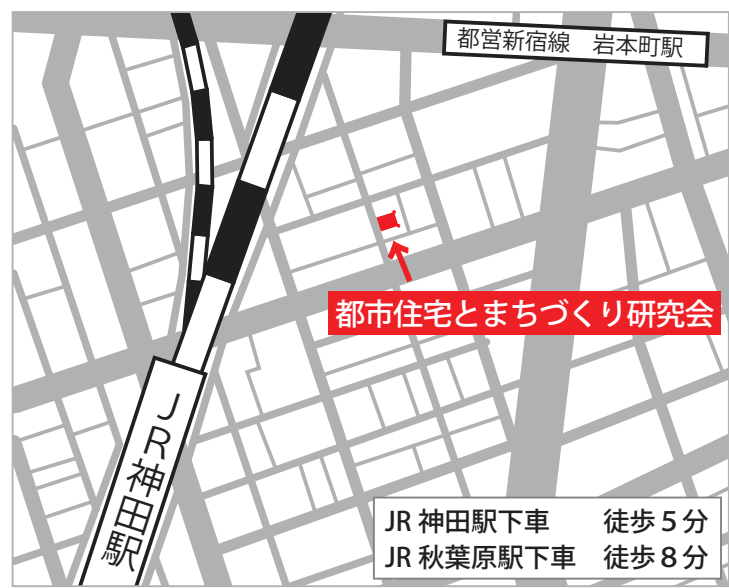 都営新宿線　岩本町駅
都市住宅とまちづくり研究会
JR神田駅
JR 神田駅下車　徒歩 5 分
JR 秋葉原駅下車　徒歩 8 分